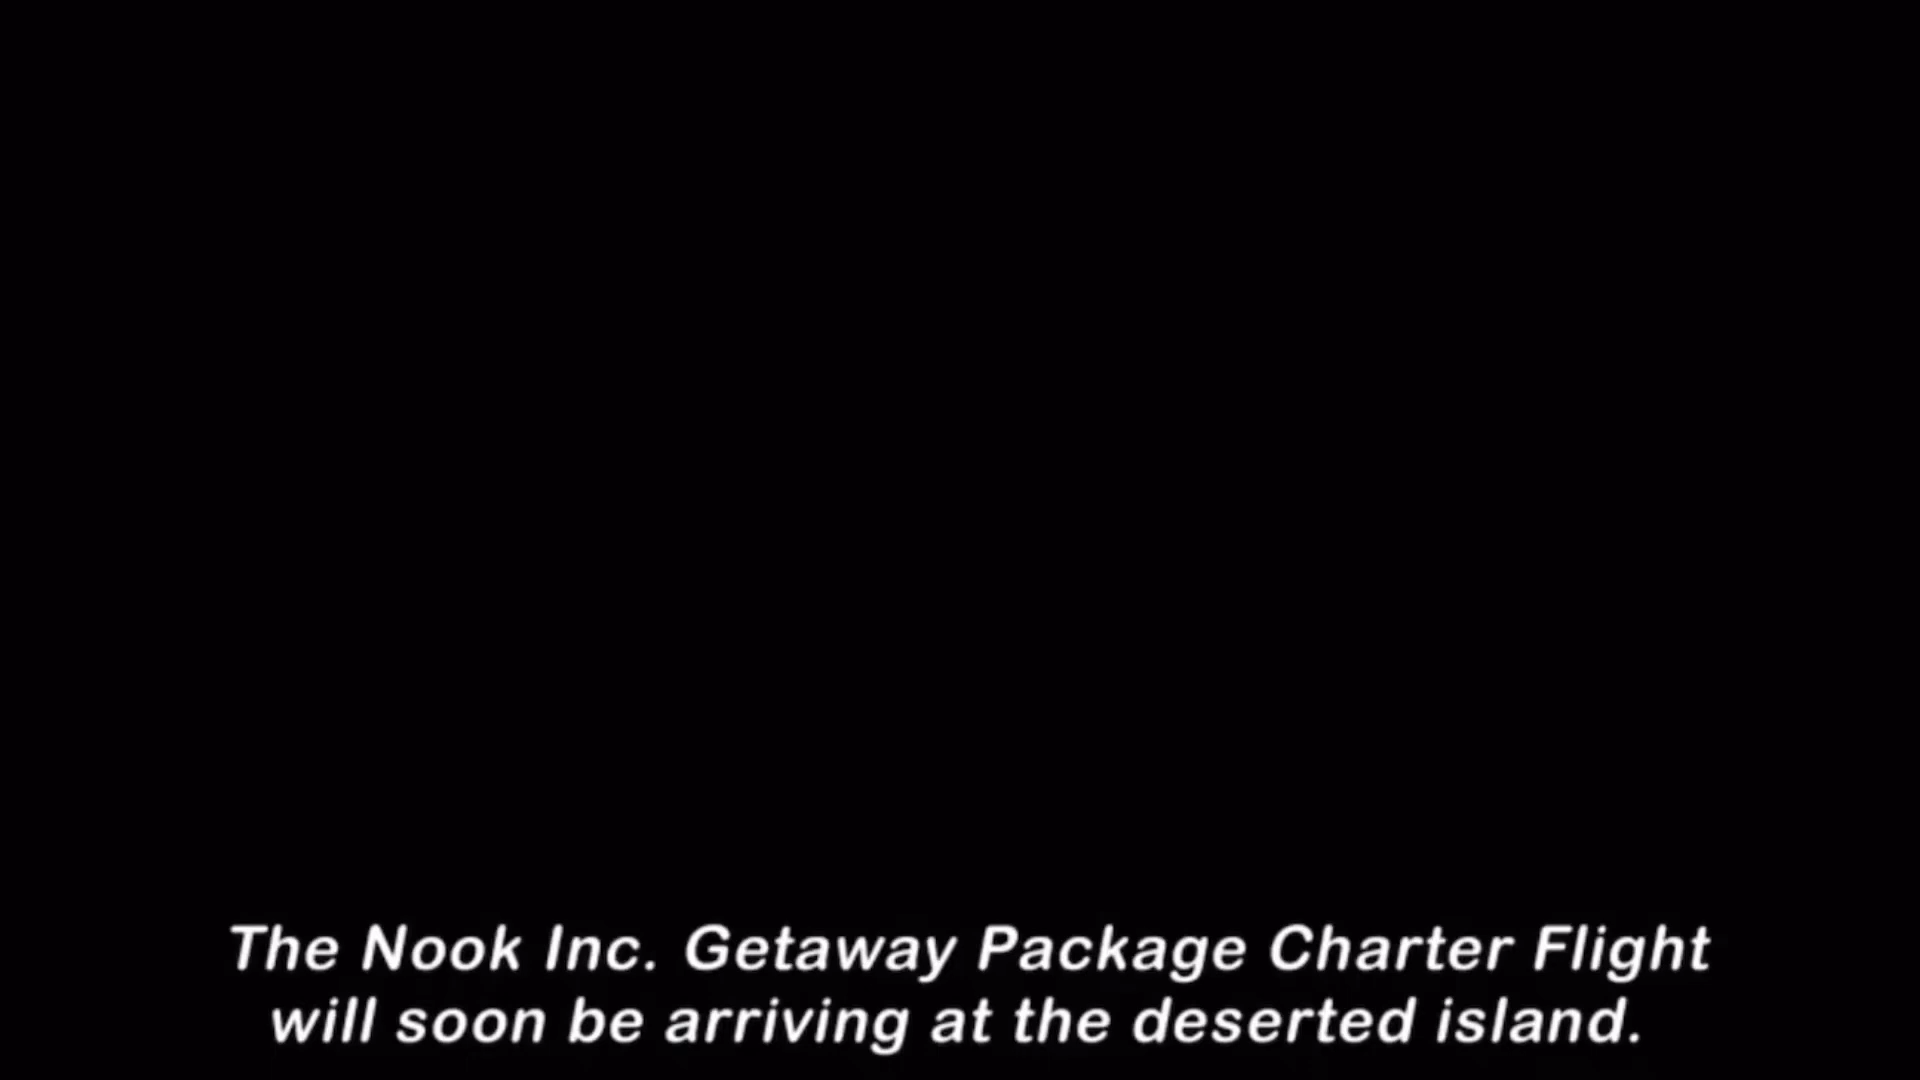 The Nook Inc. Getaway Package Charter Flight
will soon be arriving at the deserted island.